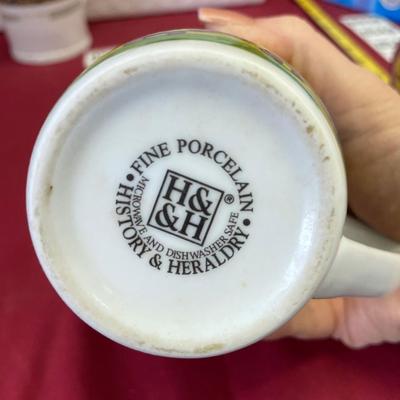 • FINE PORCELAIN •
HISTORY & HERALDRY
MICROWAVE AND DISHWASHER SAFE
H&
&H
®